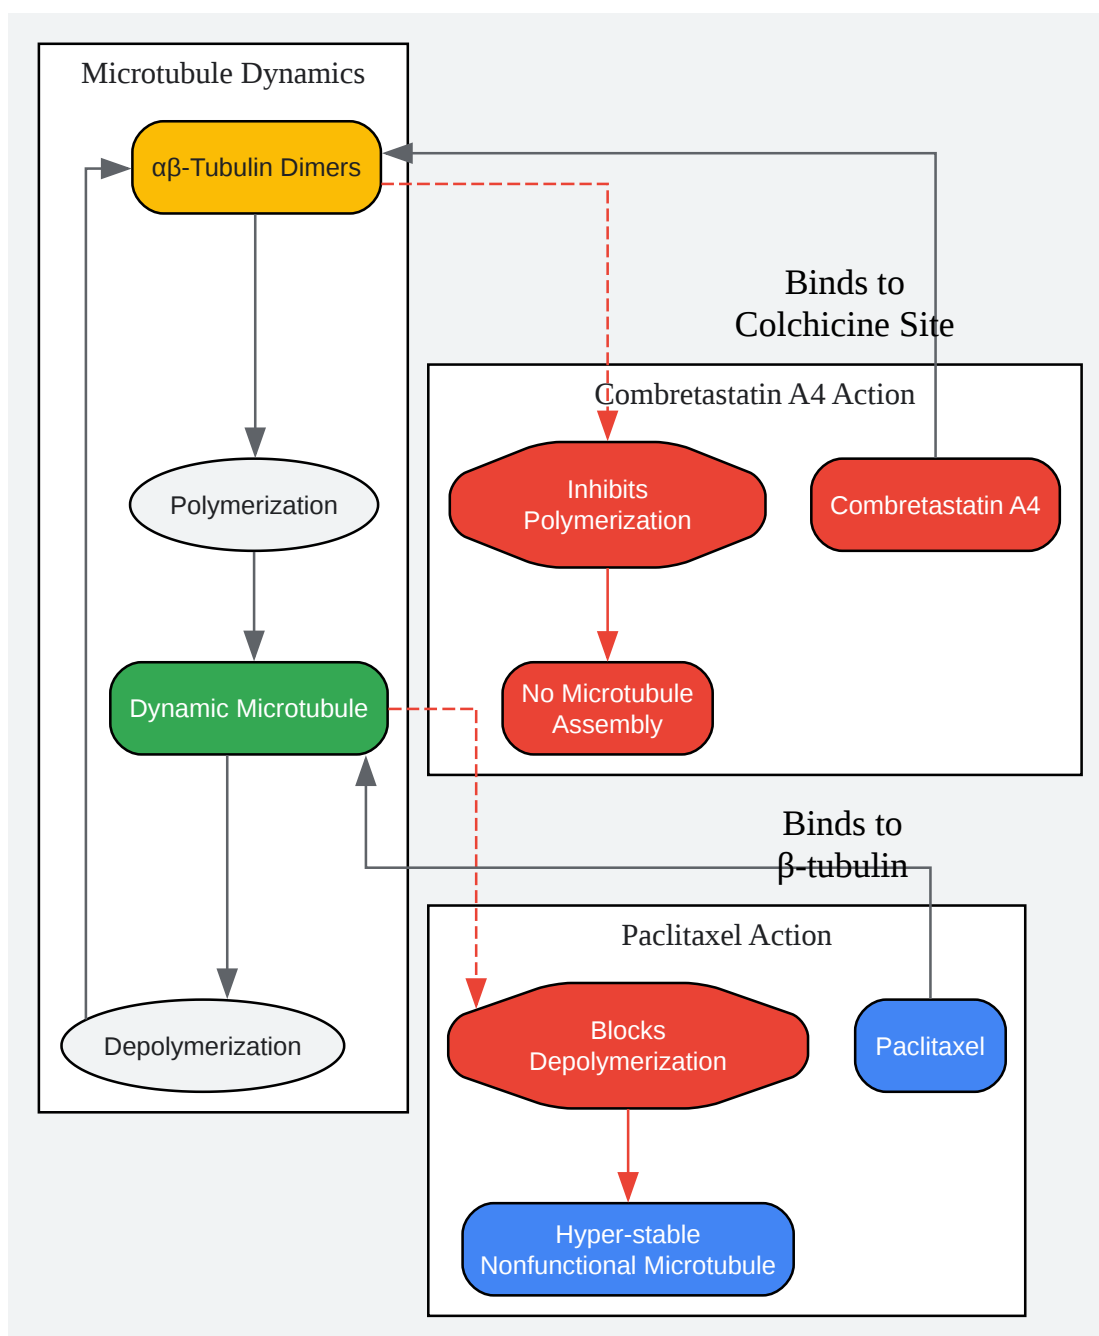 Microtubule Dynamics
αβ-Tubulin Dimers
Polymerization
Dynamic Microtubule
Depolymerization
Binds to
Colchicine Site
Combretastatin A4 Action
Inhibits
Polymerization
Combretastatin A4
No Microtubule
Assembly
Binds to
β-tubulin
Paclitaxel Action
Blocks
Depolymerization
Paclitaxel
Hyper-stable
Nonfunctional Microtubule